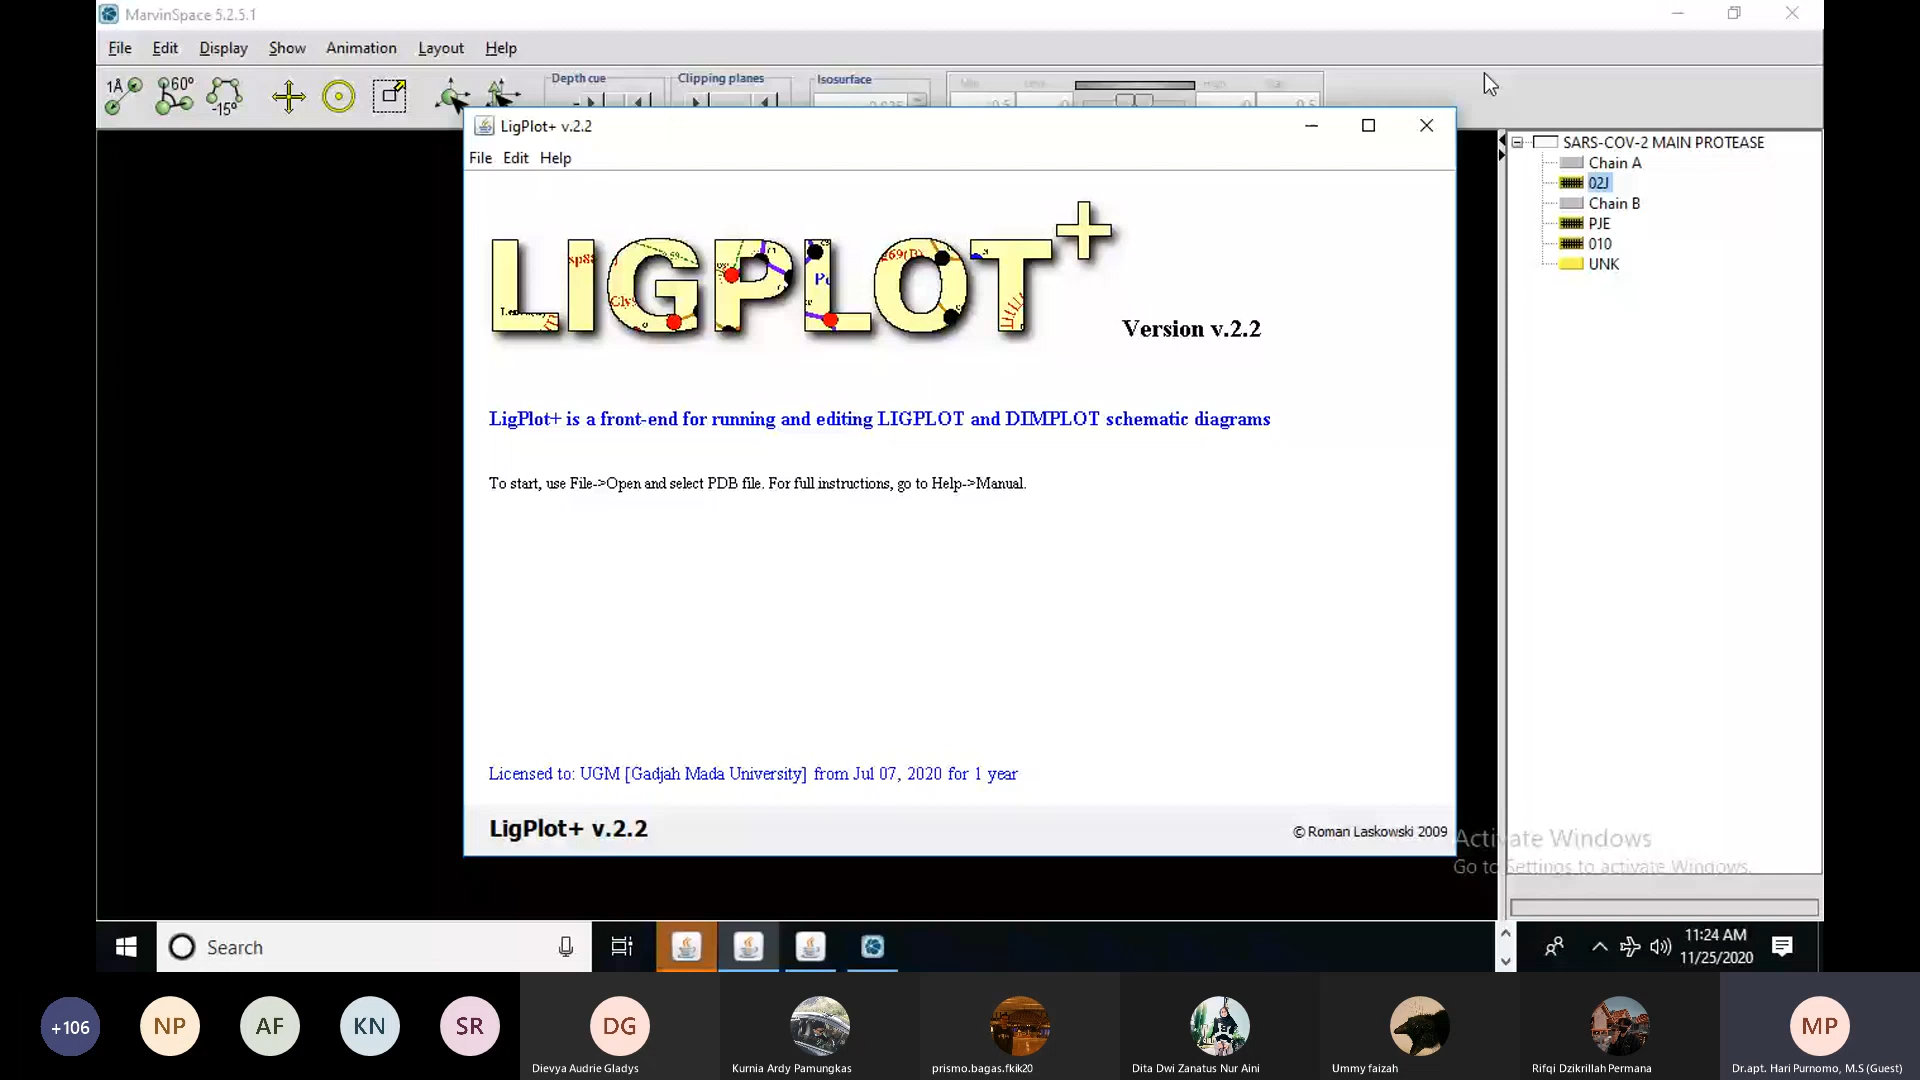 MarvinSpace 5.2.5.1
File Edit Display Show Animation Layout Help
1Å 60° -15° Depth cue Clipping planes Isosurface
LigPlot+ v.2.2
File Edit Help
LIGPLOT+
Version v.2.2
LigPlot+ is a front-end for running and editing LIGPLOT and DIMPLOT schematic diagrams
To start, use File->Open and select PDB file. For full instructions, go to Help->Manual.
Licensed to: UGM [Gadjah Mada University] from Jul 07, 2020 for 1 year
LigPlot+ v.2.2
© Roman Laskowski 2009
SARS-COV-2 MAIN PROTEASE
Chain A
02J
Chain B
PJE
010
UNK
Activate Windows
Go to Settings to activate Windows.
Search
11:24 AM
11/25/2020
+106 NP AF KN SR DG MP
Dievya Audrie Gladys
Kurnia Ardy Pamungkas
prismo.bagas.fkik20
Dita Dwi Zanatus Nur Aini
Ummy faizah
Rifqi Dzikrillah Permana
Dr.apt. Hari Purnomo, M.S (Guest)